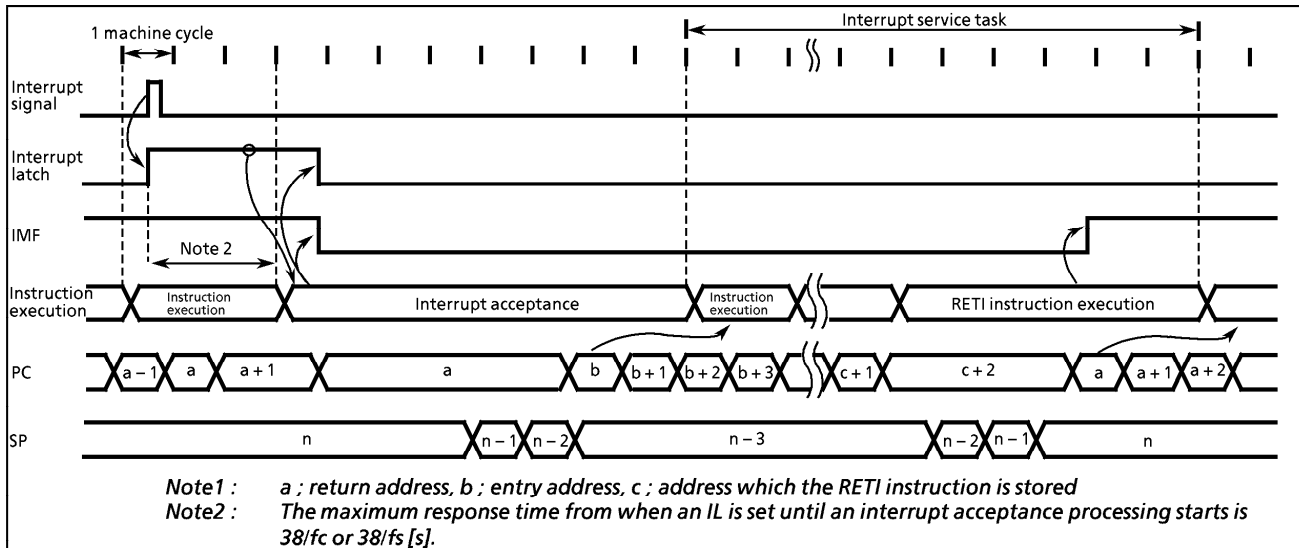 Interrupt service task
1 machine cycle
Interrupt
signal
Interrupt
latch
IMF
Note 2
Instruction
execution
Instruction
execution
Interrupt acceptance
Instruction
execution
RETI instruction execution
PC
a – 1
a
a + 1
a
b
b + 1
b + 2
b + 3
c + 1
c + 2
a
a + 1
a + 2
SP
n
n – 1
n – 2
n – 3
n – 2
n – 1
n
Note1 : a ; return address, b ; entry address, c ; address which the RETI instruction is stored
Note2 : The maximum response time from when an IL is set until an interrupt acceptance processing starts is
38/fc or 38/fs [s].